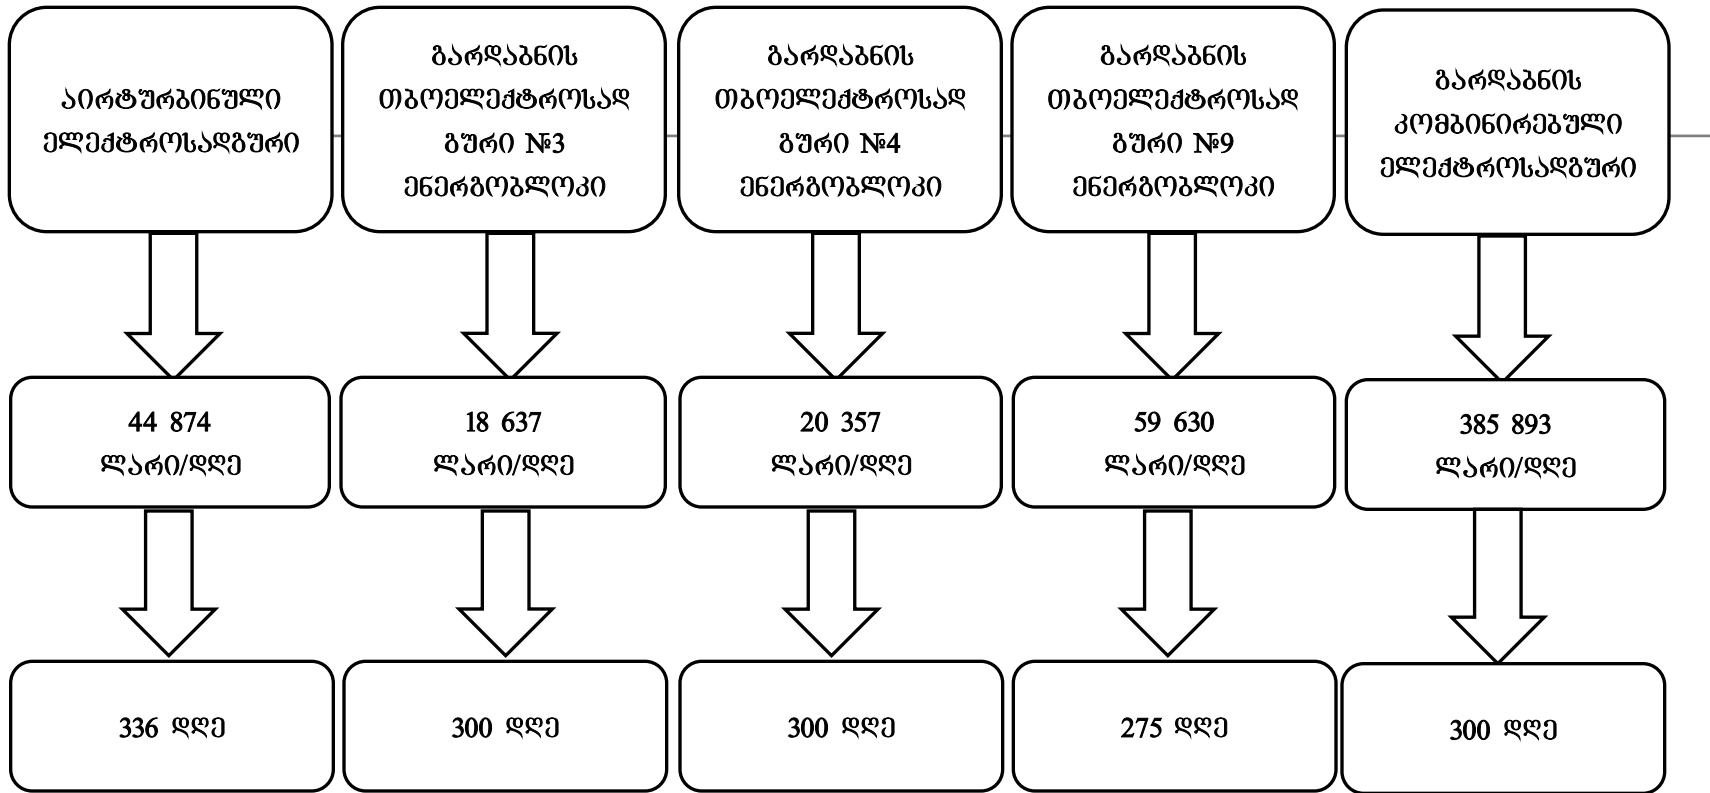 აირტურბინული
ელექტროსადგური
გარდაბნის
თბოელექტროსად
გური №3
ენერგობლოკი
გარდაბნის
თბოელექტროსად
გური №4
ენერგობლოკი
გარდაბნის
თბოელექტროსად
გური №9
ენერგობლოკი
გარდაბნის
კომბინირებული
ელექტროსადგური
44 874
ლარი/დღე
18 637
ლარი/დღე
20 357
ლარი/დღე
59 630
ლარი/დღე
385 893
ლარი/დღე
336 დღე
300 დღე
300 დღე
275 დღე
300 დღე